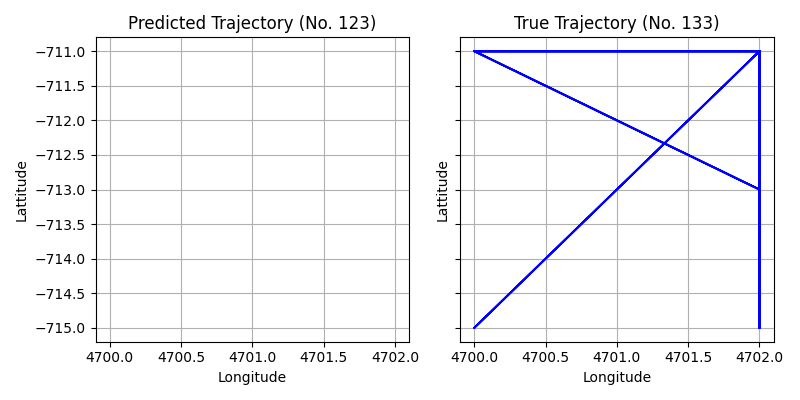 Predicted Trajectory (No. 123)
True Trajectory (No. 133)
−711.0
−711.5
−712.0
−712.5
−713.0
−713.5
−714.0
−714.5
−715.0
Lattitude
Lattitude
4700.0 4700.5 4701.0 4701.5 4702.0
4700.0 4700.5 4701.0 4701.5 4702.0
Longitude
Longitude